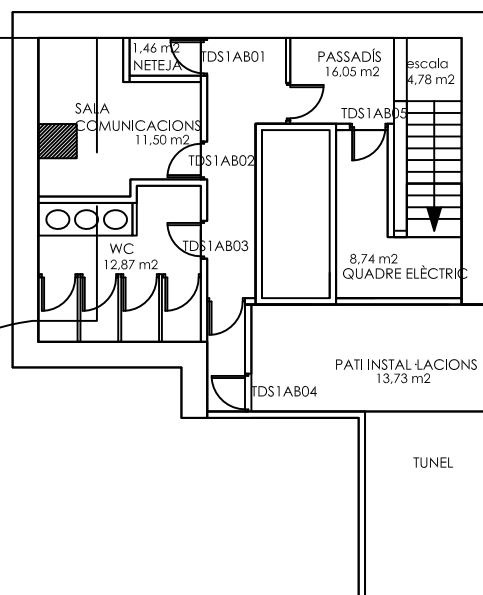 1,46 m2
NETEJA
TDS1AB01
PASSADÍS
16,05 m2
escala
4,78 m2
SALA
COMUNICACIONS
11,50 m2
TDS1AB05
TDS1AB02
WC
12,87 m2
TDS1AB03
8,74 m2
QUADRE ELÈCTRIC
PATI INSTAL·LACIONS
13,73 m2
TDS1AB04
TUNEL